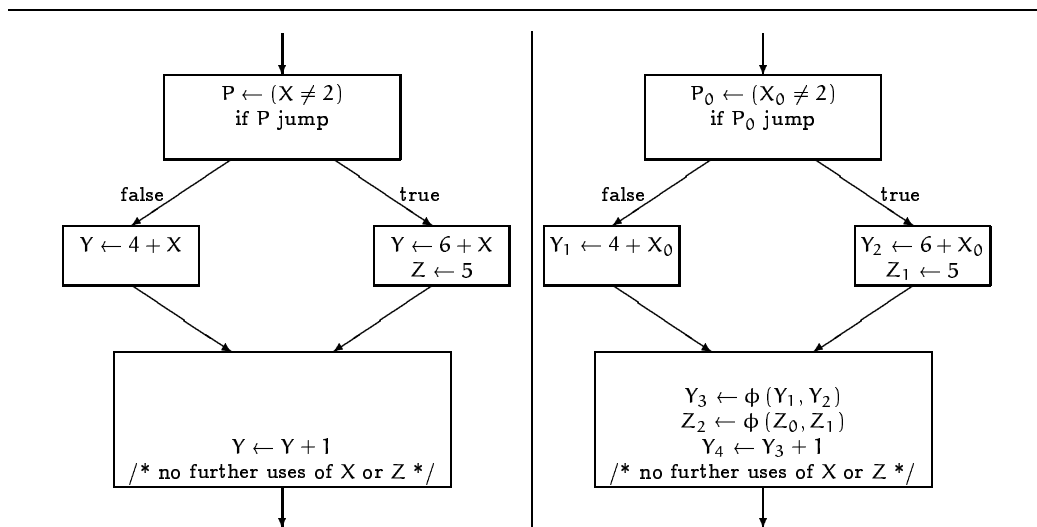 P ← (X ≠ 2)
if P jump
false
true
Y ← 4 + X
Y ← 6 + X
Z ← 5
Y ← Y + 1
/* no further uses of X or Z */
P₀ ← (X₀ ≠ 2)
if P₀ jump
false
true
Y₁ ← 4 + X₀
Y₂ ← 6 + X₀
Z₁ ← 5
Y₃ ← ϕ (Y₁, Y₂)
Z₂ ← ϕ (Z₀, Z₁)
Y₄ ← Y₃ + 1
/* no further uses of X or Z */